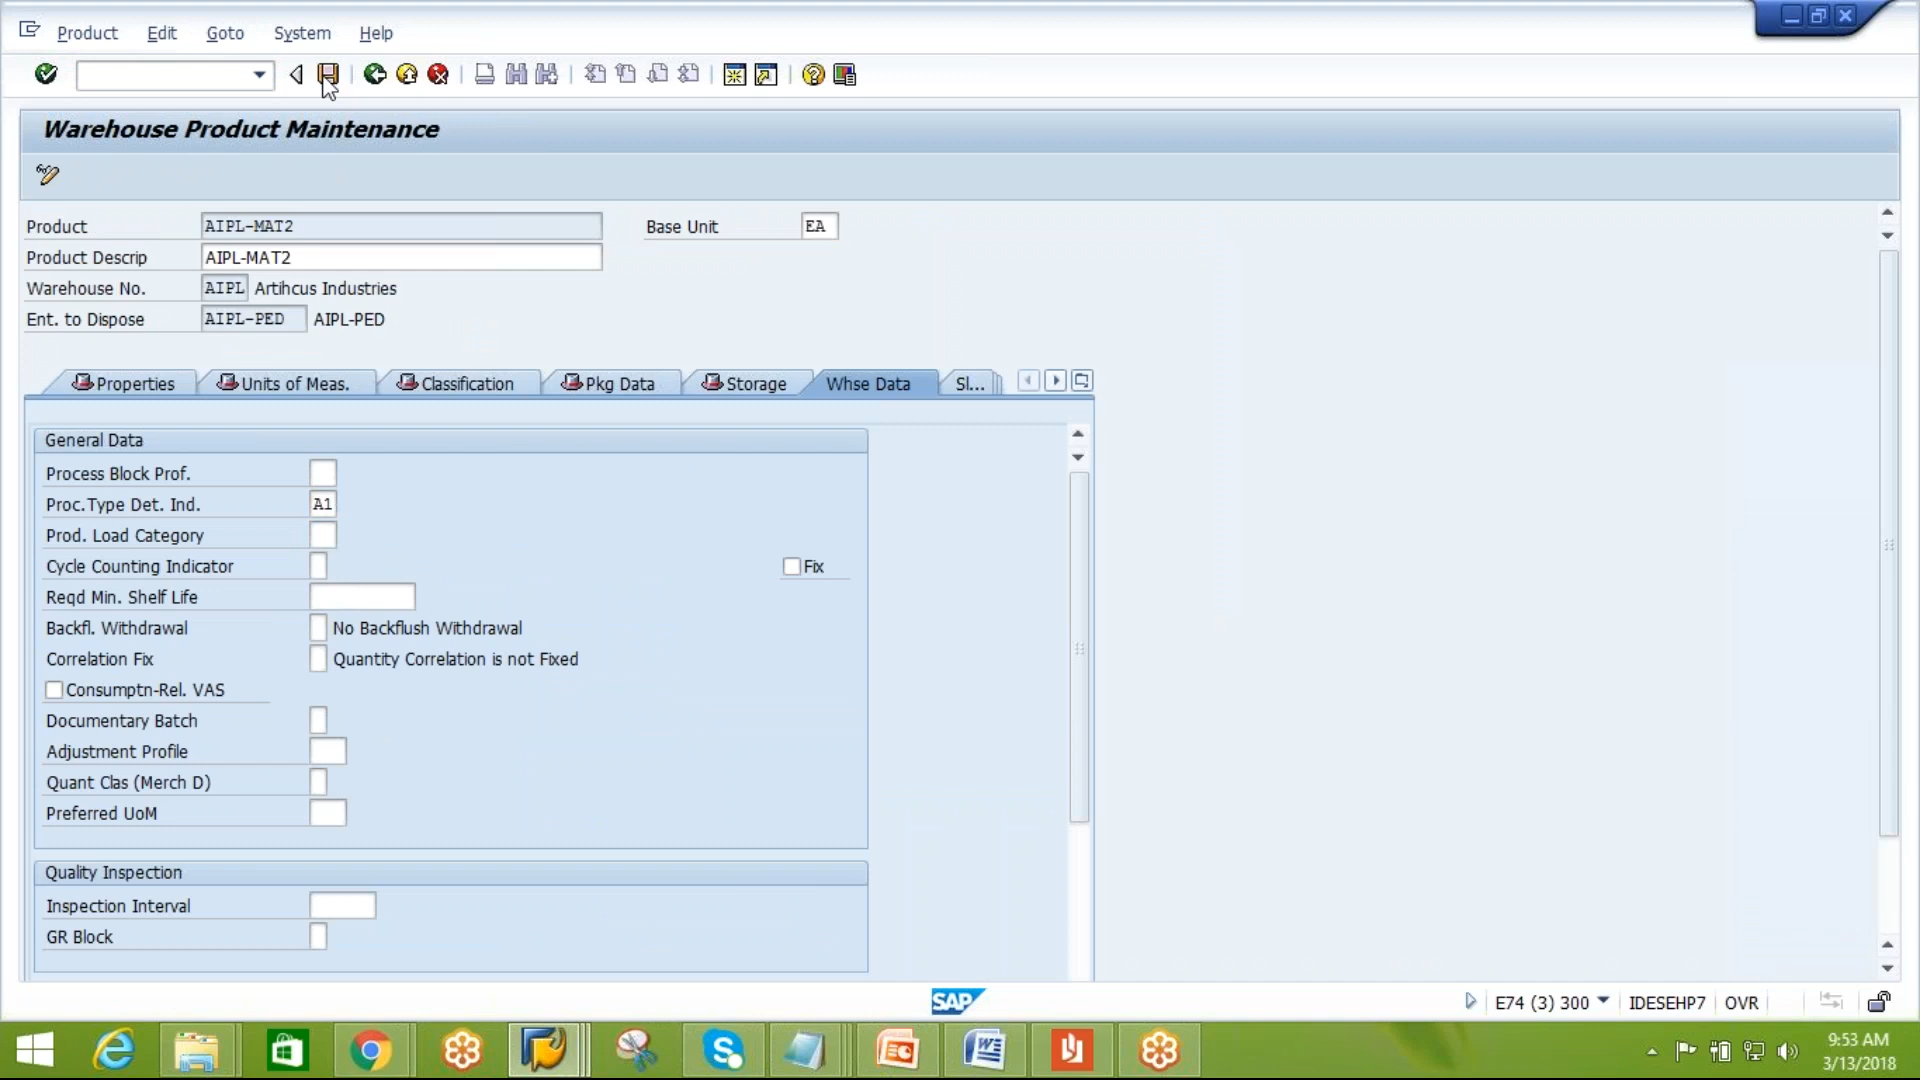 Product Edit Goto System Help
Warehouse Product Maintenance
Product AIPL-MAT2 Base Unit EA
Product Descrip AIPL-MAT2
Warehouse No. AIPL Artihcus Industries
Ent. to Dispose AIPL-PED AIPL-PED
Properties Units of Meas. Classification Pkg Data Storage Whse Data Sl...
General Data
Process Block Prof.
Proc.Type Det. Ind. A1
Prod. Load Category
Cycle Counting Indicator Fix
Reqd Min. Shelf Life
Backfl. Withdrawal No Backflush Withdrawal
Correlation Fix Quantity Correlation is not Fixed
Consumptn-Rel. VAS
Documentary Batch
Adjustment Profile
Quant Clas (Merch D)
Preferred UoM
Quality Inspection
Inspection Interval
GR Block
SAP E74 (3) 300 IDESEHP7 OVR
9:53 AM
3/13/2018